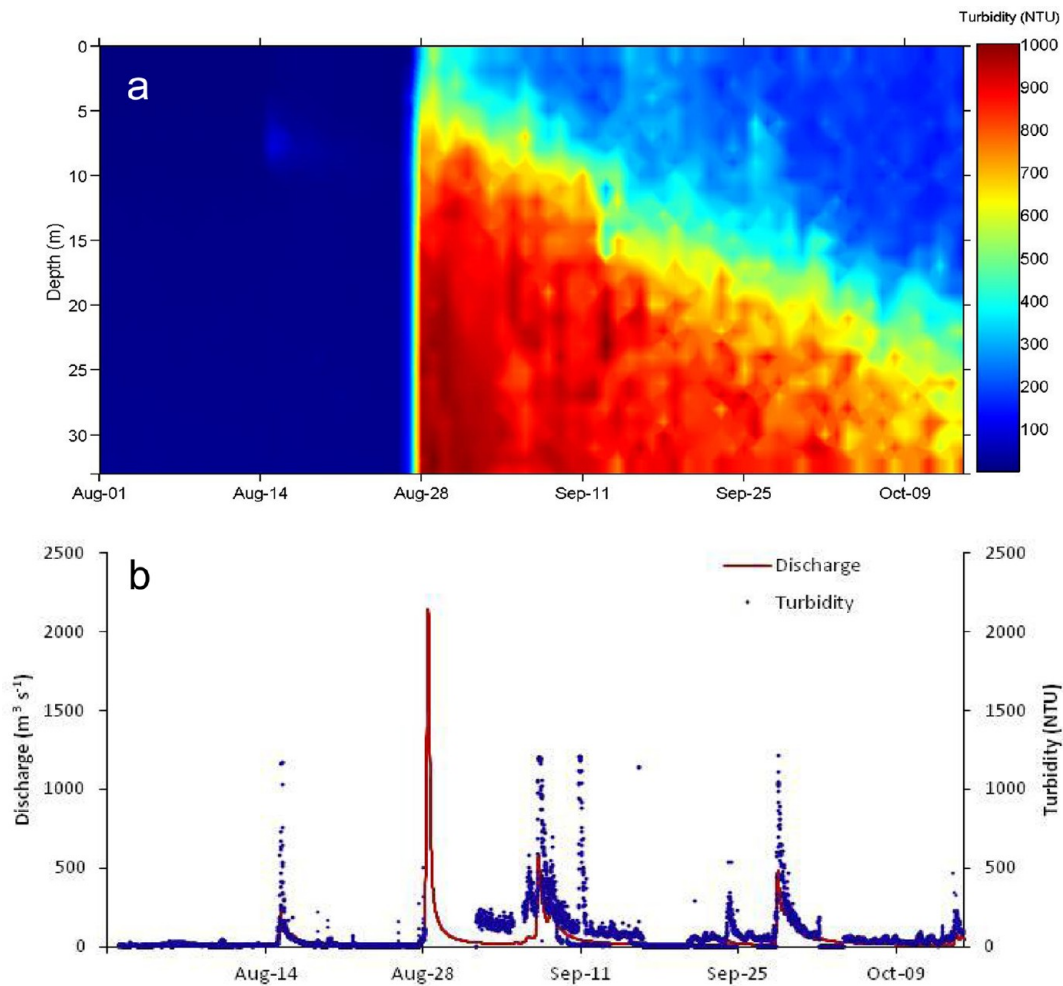 Turbidity (NTU)
a
0
5
10
15
20
25
30
Depth (m)
1000
900
800
700
600
500
400
300
200
100
Aug-01 Aug-14 Aug-28 Sep-11 Sep-25 Oct-09
b
Discharge
Turbidity
2500
2000
1500
1000
500
0
Discharge (m³ s⁻¹)
2500
2000
1500
1000
500
0
Turbidity (NTU)
Aug-14 Aug-28 Sep-11 Sep-25 Oct-09